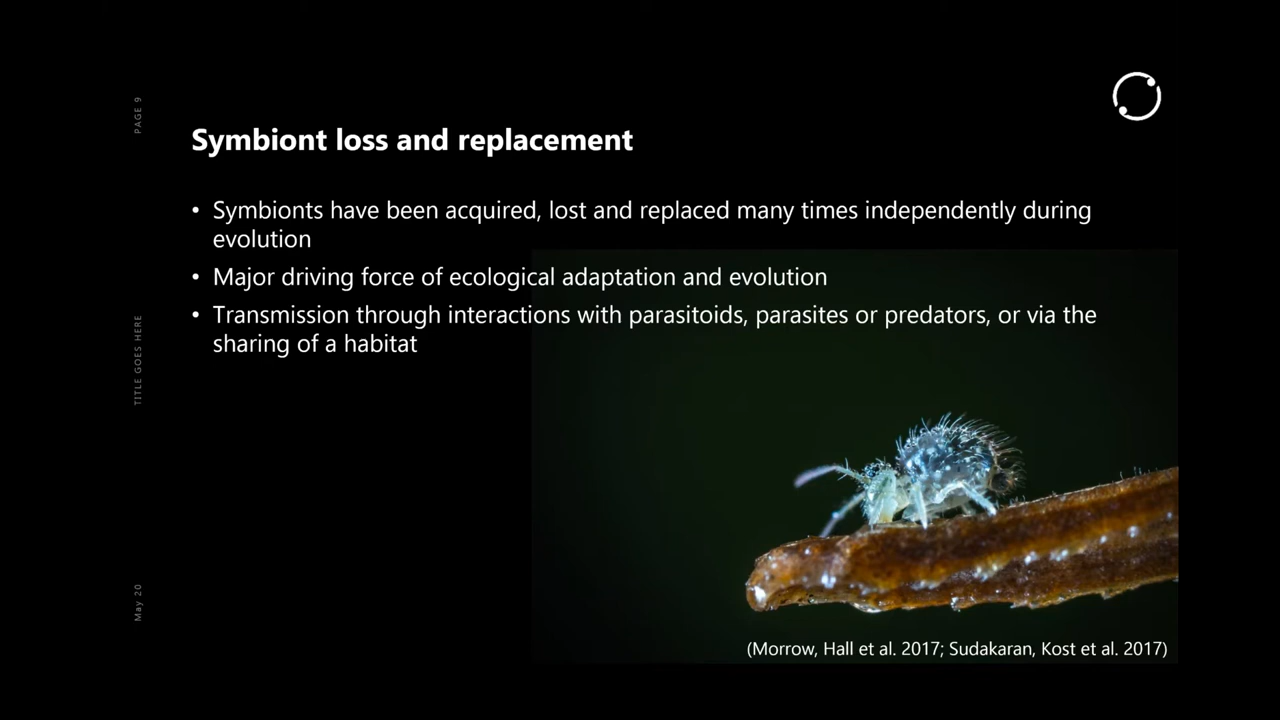 PAGE 9
Symbiont loss and replacement
• Symbionts have been acquired, lost and replaced many times independently during
evolution
• Major driving force of ecological adaptation and evolution
• Transmission through interactions with parasitoids, parasites or predators, or via the
sharing of a habitat
TITLE GOES HERE
May 20
(Morrow, Hall et al. 2017; Sudakaran, Kost et al. 2017)